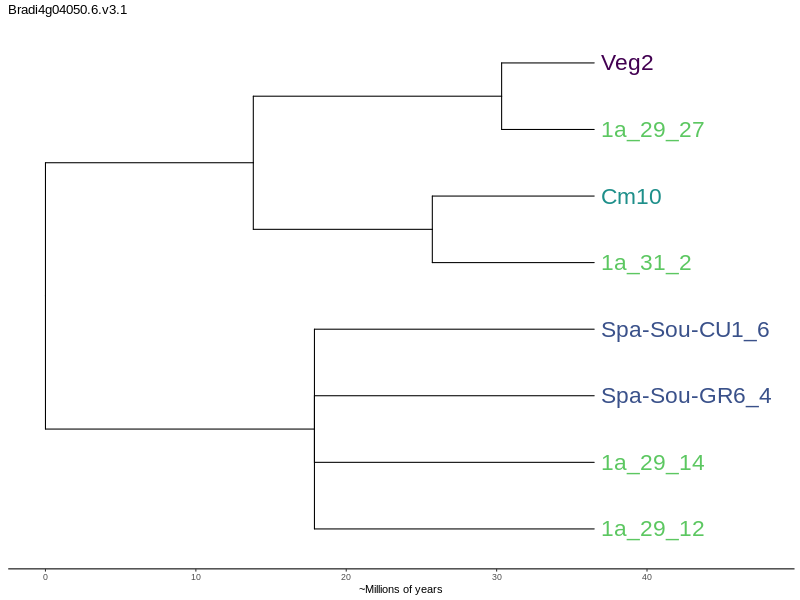 Bradi4g04050.6.v3.1
Veg2
1a_29_27
Cm10
1a_31_2
Spa-Sou-CU1_6
Spa-Sou-GR6_4
1a_29_14
1a_29_12
0 10 20 30 40
~Millions of years